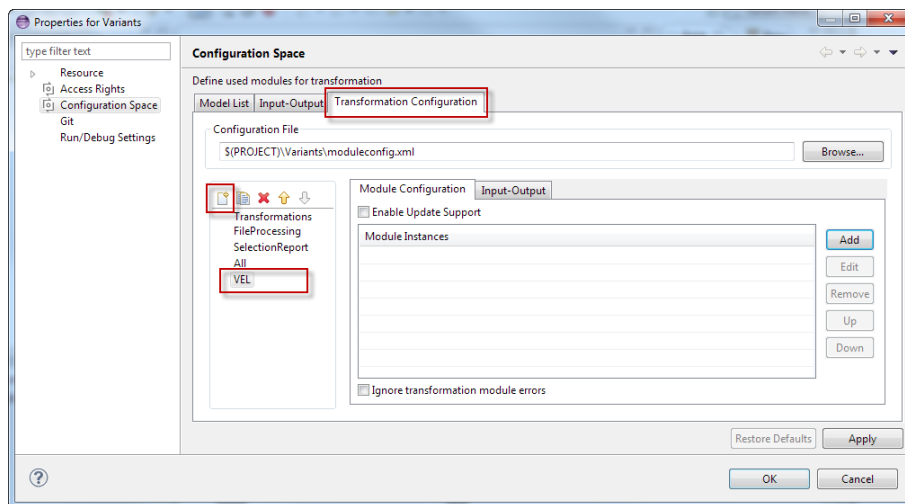 Properties for Variants
type filter text
Resource
Access Rights
Configuration Space
Git
Run/Debug Settings
Configuration Space
Define used modules for transformation
Model List
Input-Output
Transformation Configuration
Configuration File
$(PROJECT)\Variants\moduleconfig.xml
Browse...
Transformations
FileProcessing
SelectionReport
All
VEL
Module Configuration
Input-Output
Enable Update Support
Module Instances
Add
Edit
Remove
Up
Down
Ignore transformation module errors
Restore Defaults
Apply
?
OK
Cancel